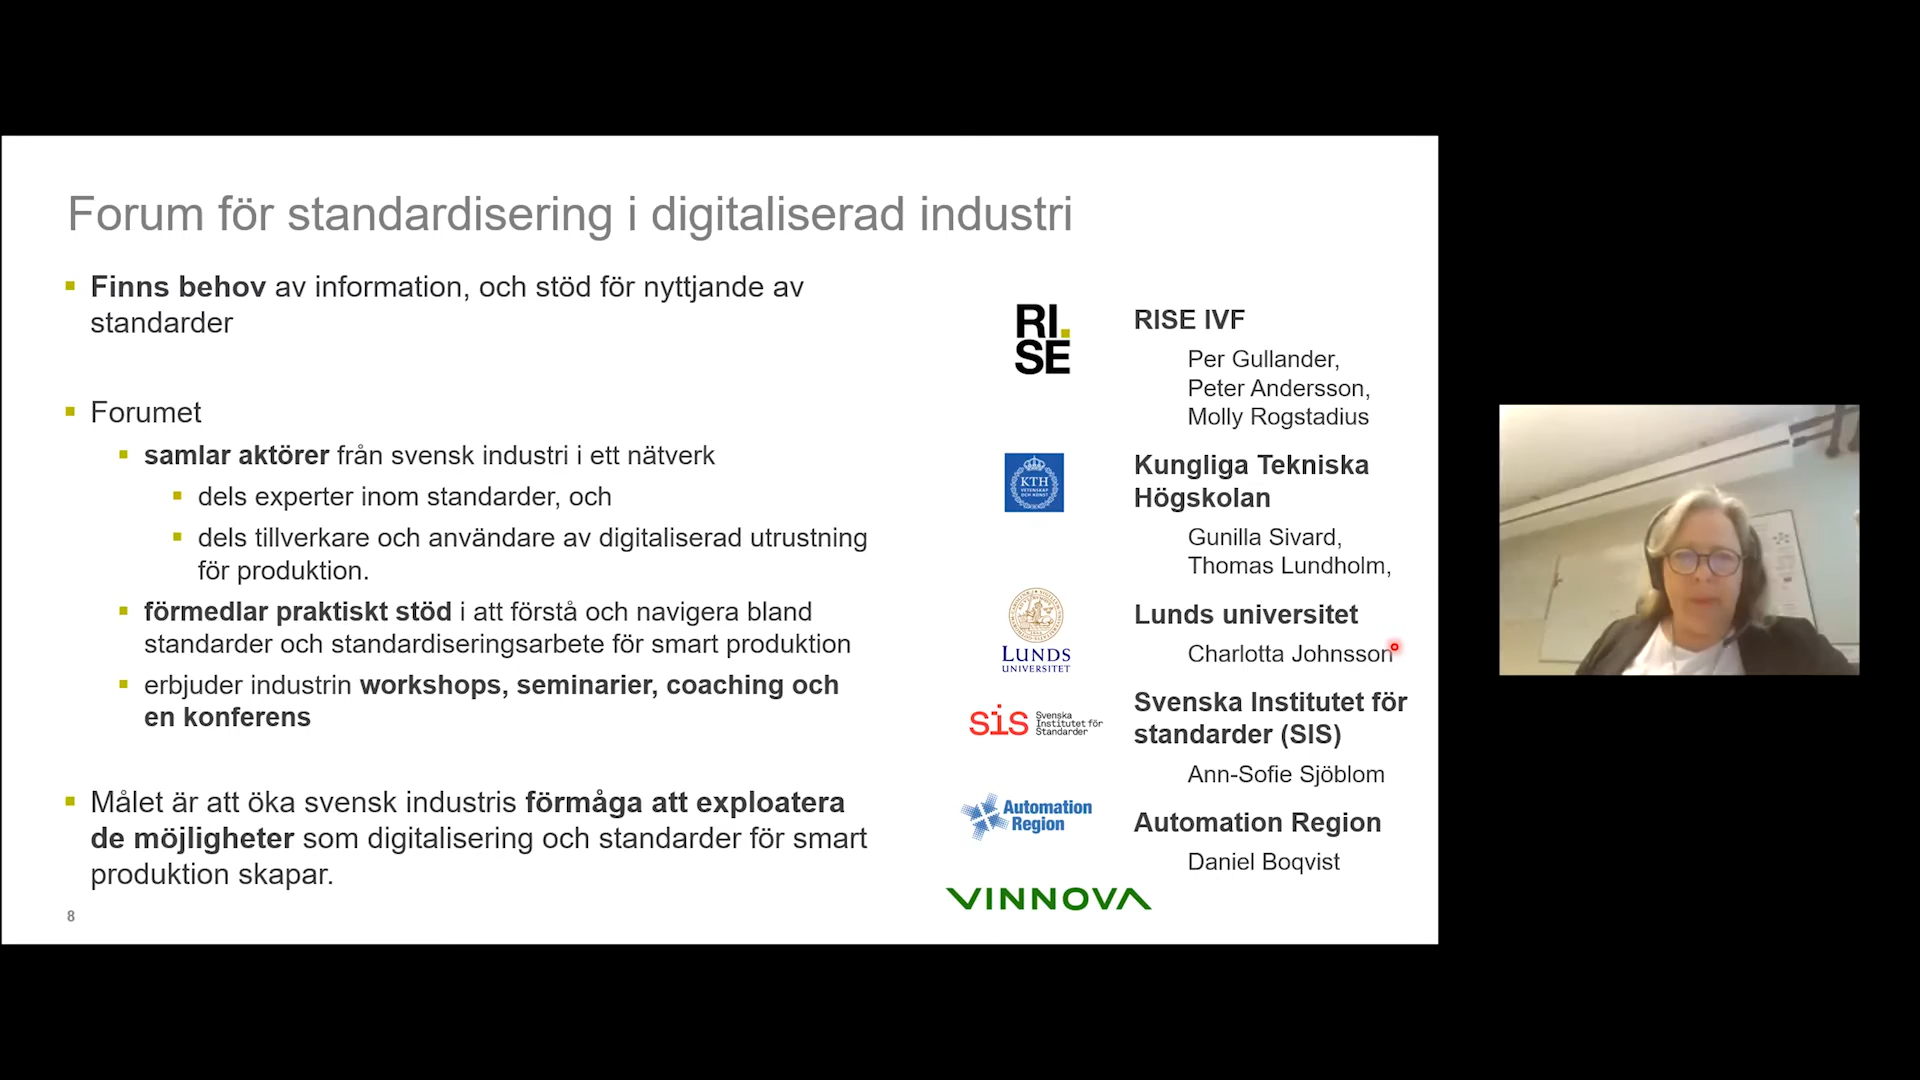 Forum för standardisering i digitaliserad industri
Finns behov av information, och stöd för nyttjande av
standarder
Forumet
samlar aktörer från svensk industri i ett nätverk
dels experter inom standarder, och
dels tillverkare och användare av digitaliserad utrustning
för produktion.
förmedlar praktiskt stöd i att förstå och navigera bland
standarder och standardiseringsarbete för smart produktion
erbjuder industrin workshops, seminarier, coaching och
en konferens
Målet är att öka svensk industris förmåga att exploatera
de möjligheter som digitalisering och standarder för smart
produktion skapar.
8
RI.
SE
RISE IVF
Per Gullander,
Peter Andersson,
Molly Rogstadius
KTH
VETENSKAP
OCH KONST
Kungliga Tekniska
Högskolan
Gunilla Sivard,
Thomas Lundholm,
LUNDS
UNIVERSITET
Lunds universitet
Charlotta Johnsson
sis Svenska
Institutet för
Standarder
Svenska Institutet för
standarder (SIS)
Ann-Sofie Sjöblom
Automation
Region
Automation Region
Daniel Boqvist
VINNOVA